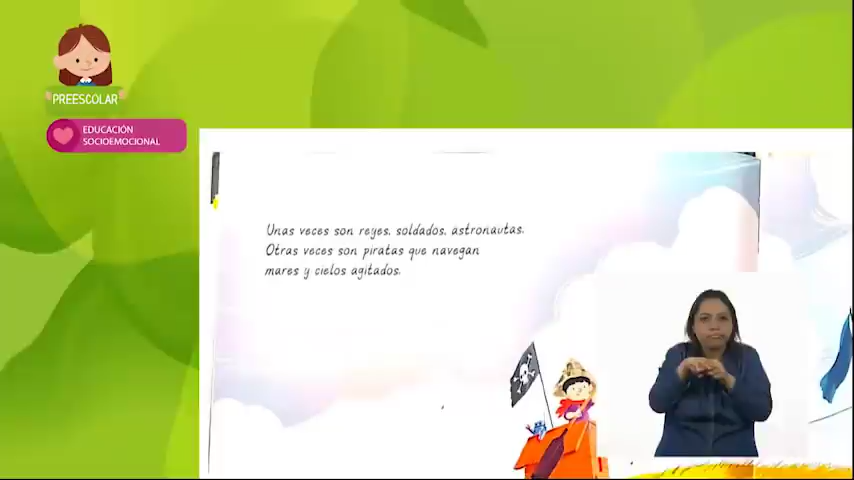 PREESCOLAR
EDUCACIÓN
SOCIOEMOCIONAL
Unas veces son reyes, soldados, astronautas.
Otras veces son piratas que navegan
mares y cielos agitados.